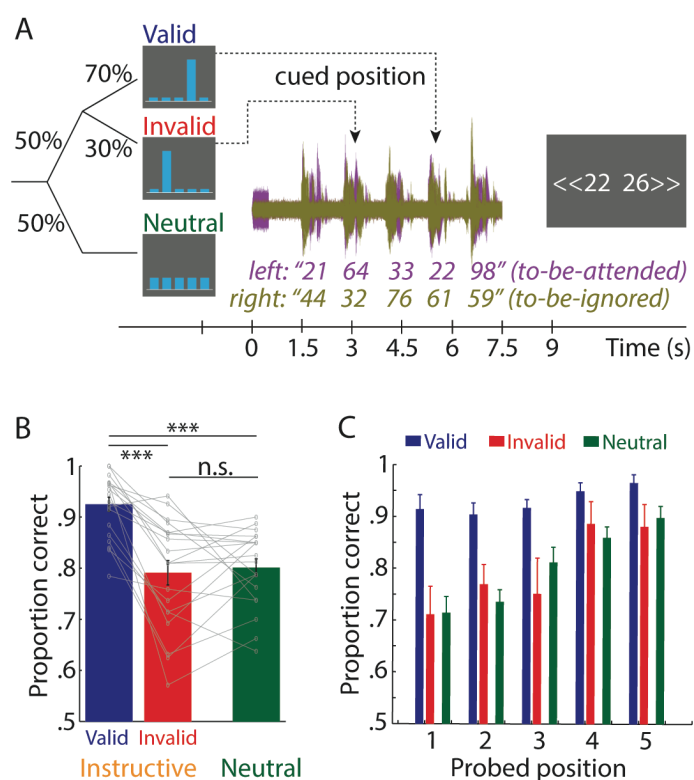 A
Valid
70%
cued position
50%
Invalid
30%
<<22 26>>
50%
Neutral
left: “21 64 33 22 98” (to-be-attended)
right: “44 32 76 61 59” (to-be-ignored)
0 1.5 3 4.5 6 7.5 9 Time (s)
B
***
***
n.s.
Proportion correct
1
.9
.8
.7
.6
.5
Valid Invalid
Instructive Neutral
C
Valid Invalid Neutral
Proportion correct
1
.9
.8
.7
.6
.5
1 2 3 4 5
Probed position